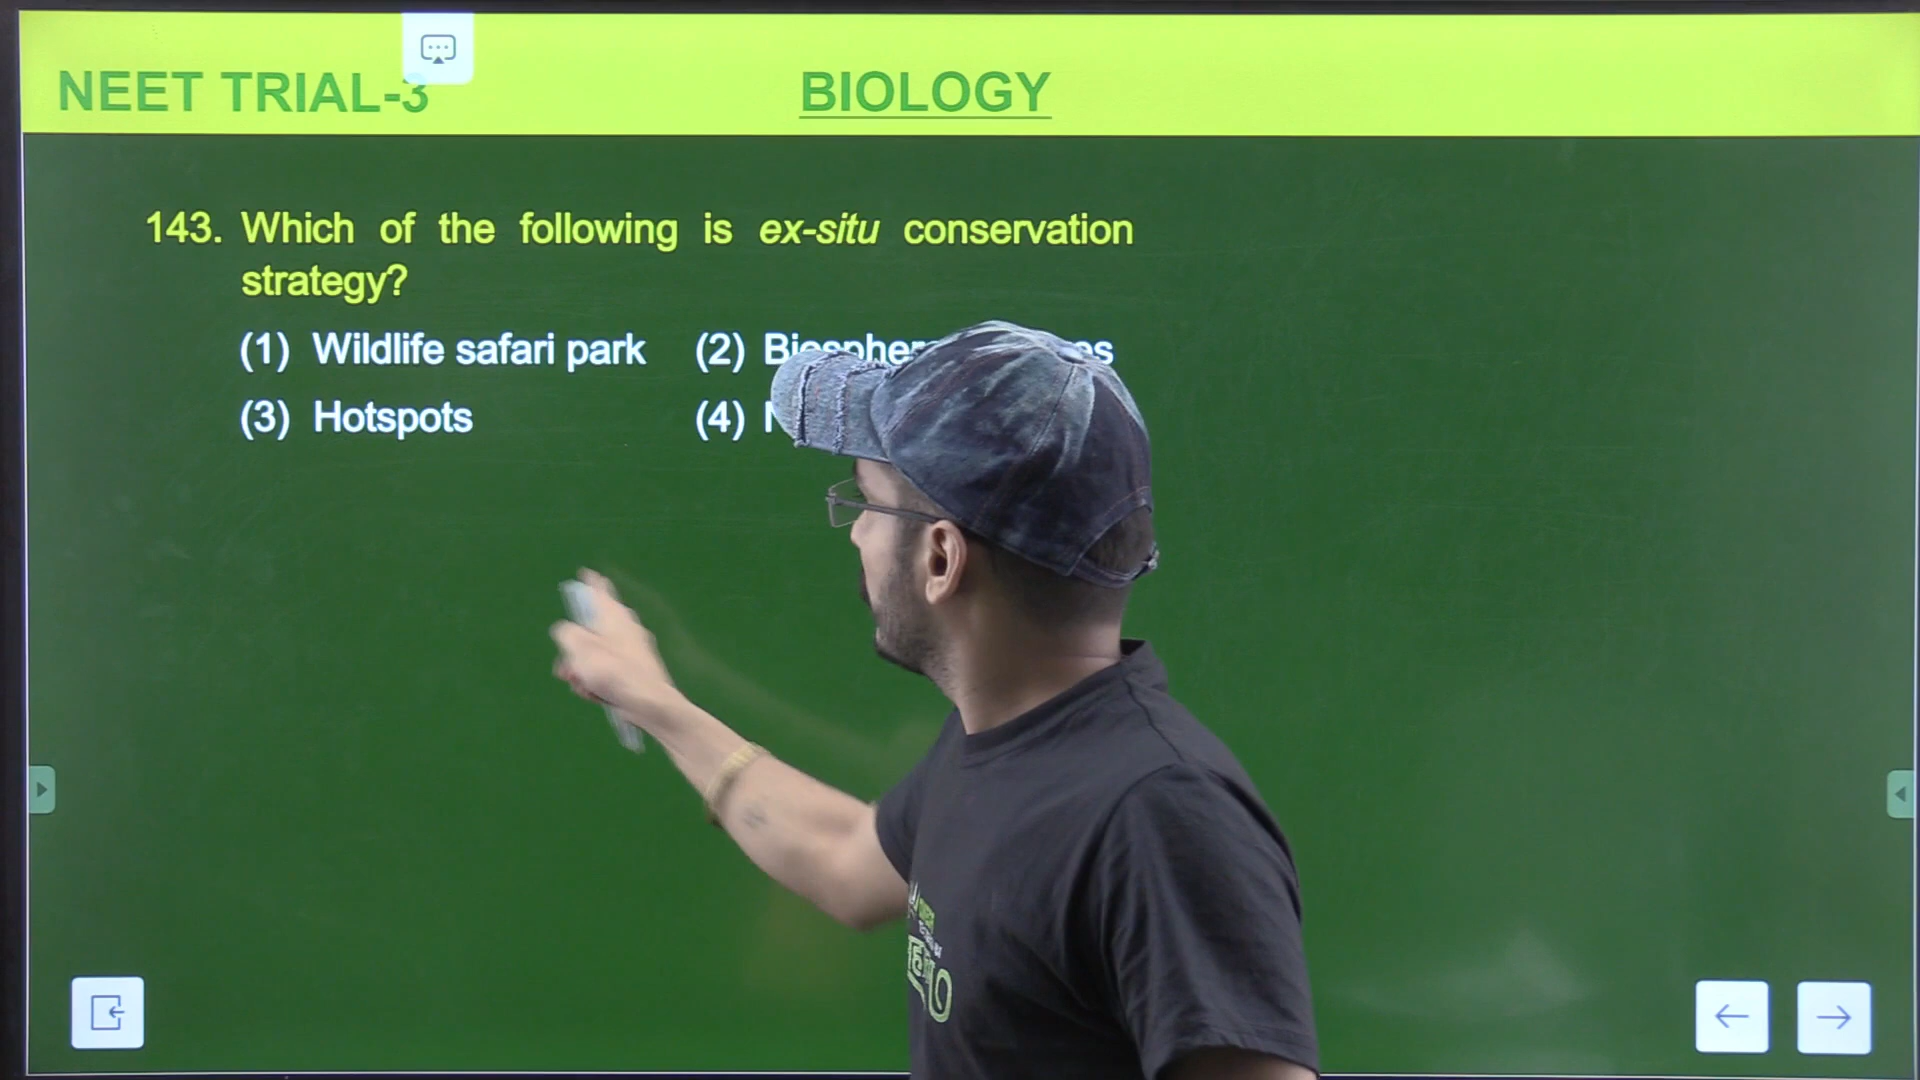 NEET TRIAL-3
BIOLOGY
143. Which of the following is ex-situ conservation
strategy?
(1) Wildlife safari park (2)
(3) Hotspots (4)